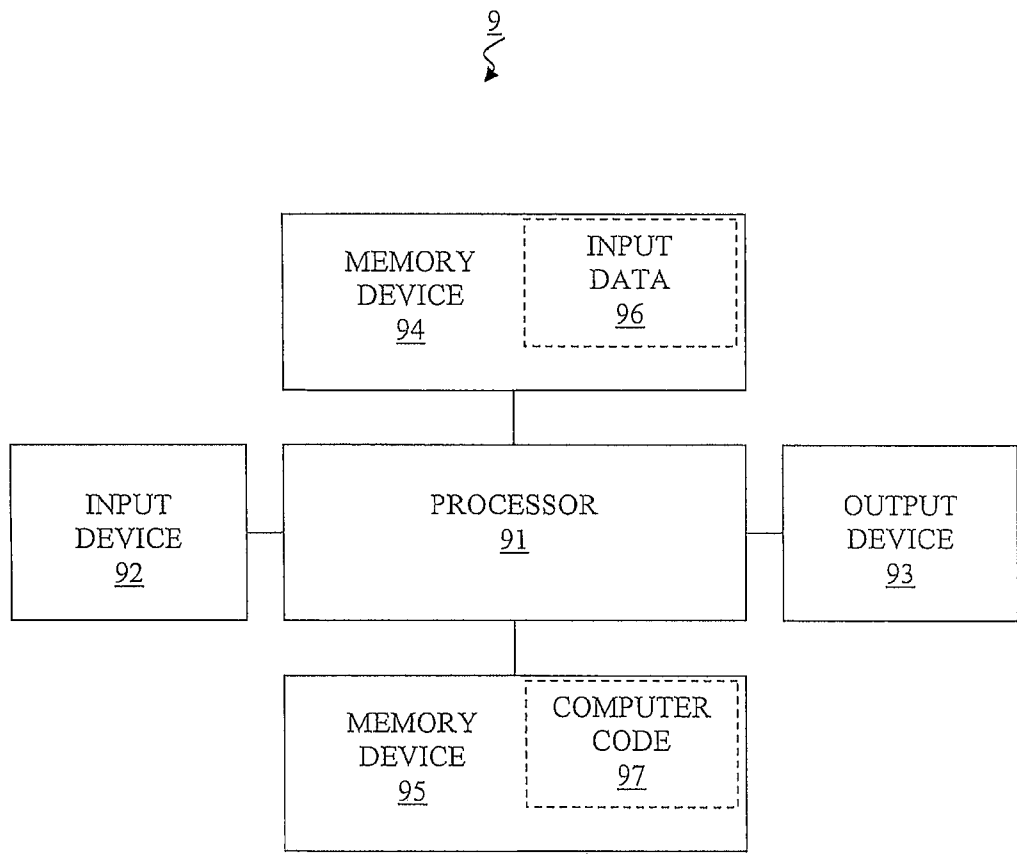 9
MEMORY
DEVICE
94
INPUT
DATA
96
INPUT
DEVICE
92
PROCESSOR
91
OUTPUT
DEVICE
93
MEMORY
DEVICE
95
COMPUTER
CODE
97